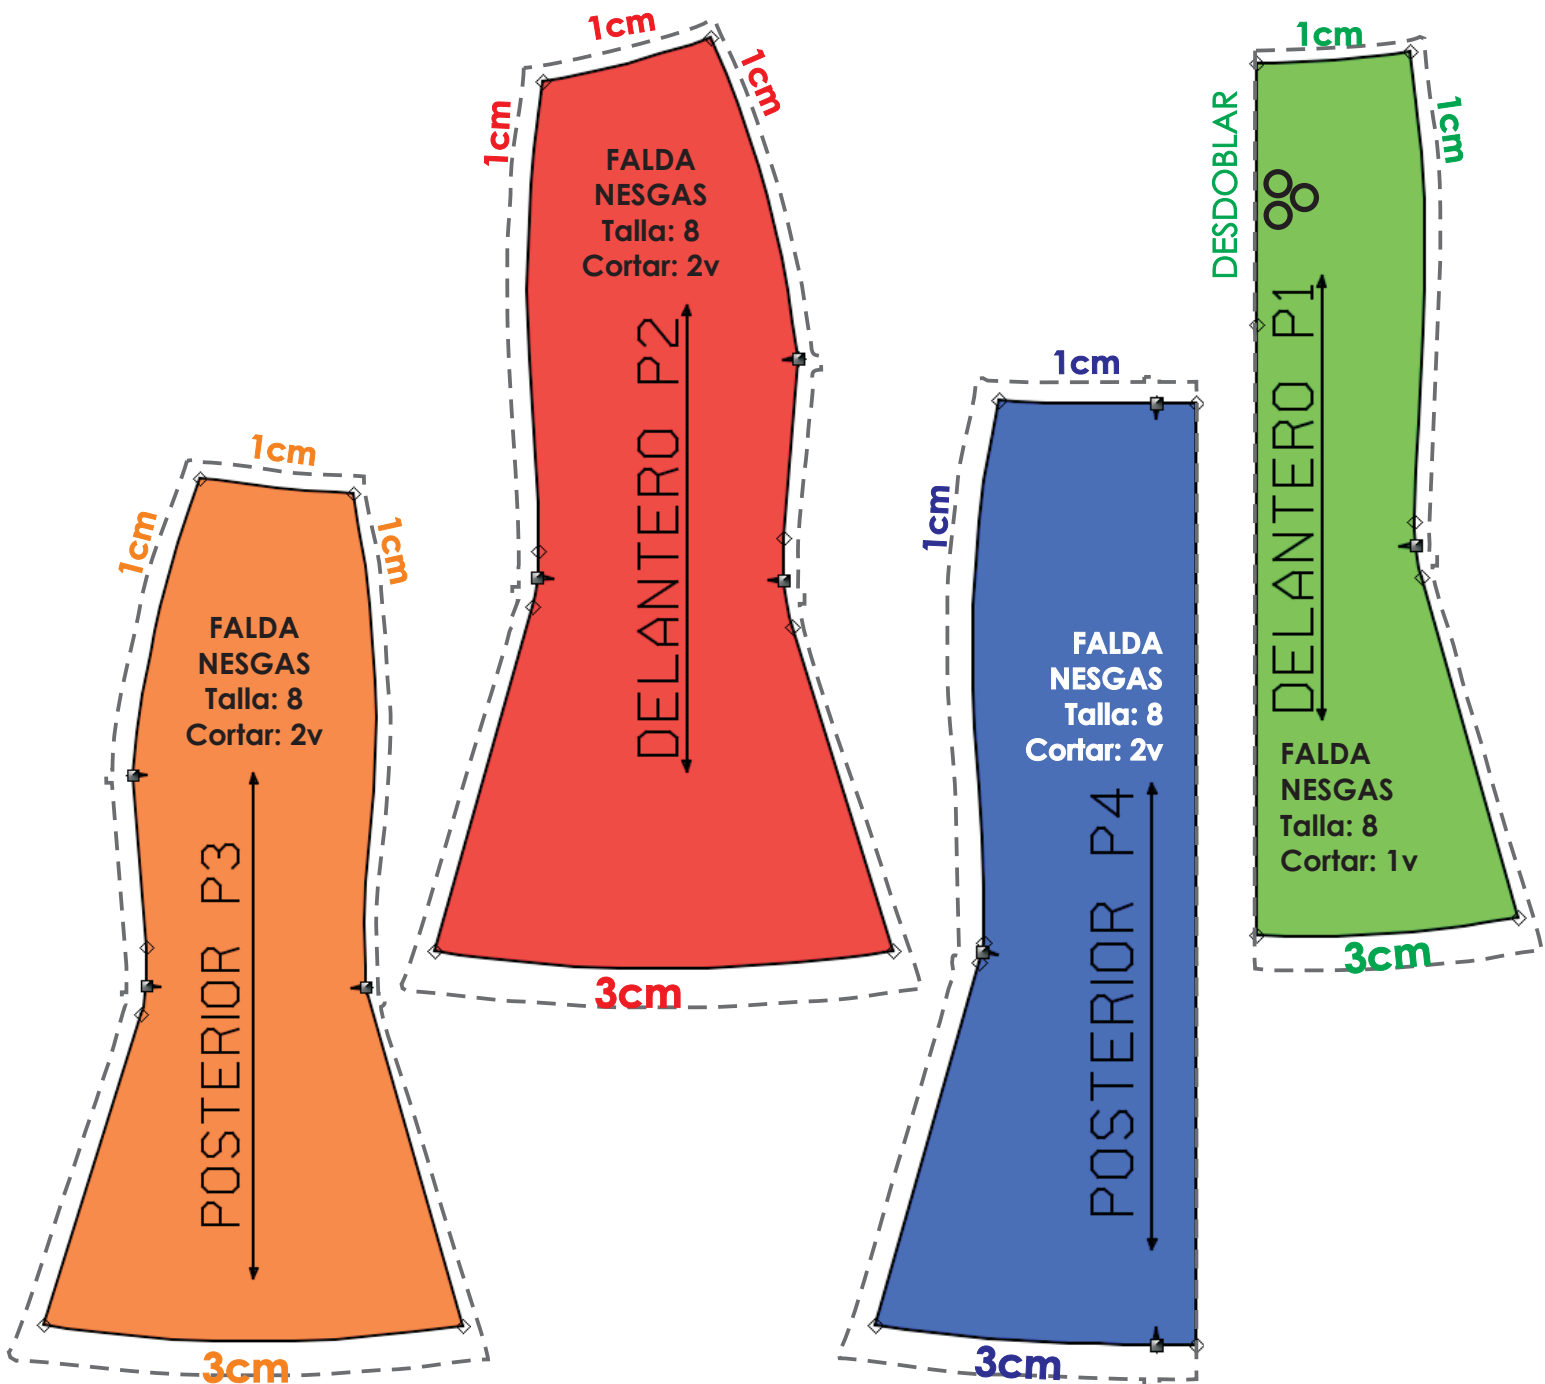 1cm
1cm
1cm
FALDA
NESGAS
Talla: 8
Cortar: 2v
POSTERIOR P3
3cm
1cm
1cm
1cm
FALDA
NESGAS
Talla: 8
Cortar: 2v
DELANTERO P2
3cm
1cm
1cm
FALDA
NESGAS
Talla: 8
Cortar: 2v
POSTERIOR P4
3cm
1cm
1cm
DESDOBLAR
DELANTERO P1
FALDA
NESGAS
Talla: 8
Cortar: 1v
3cm